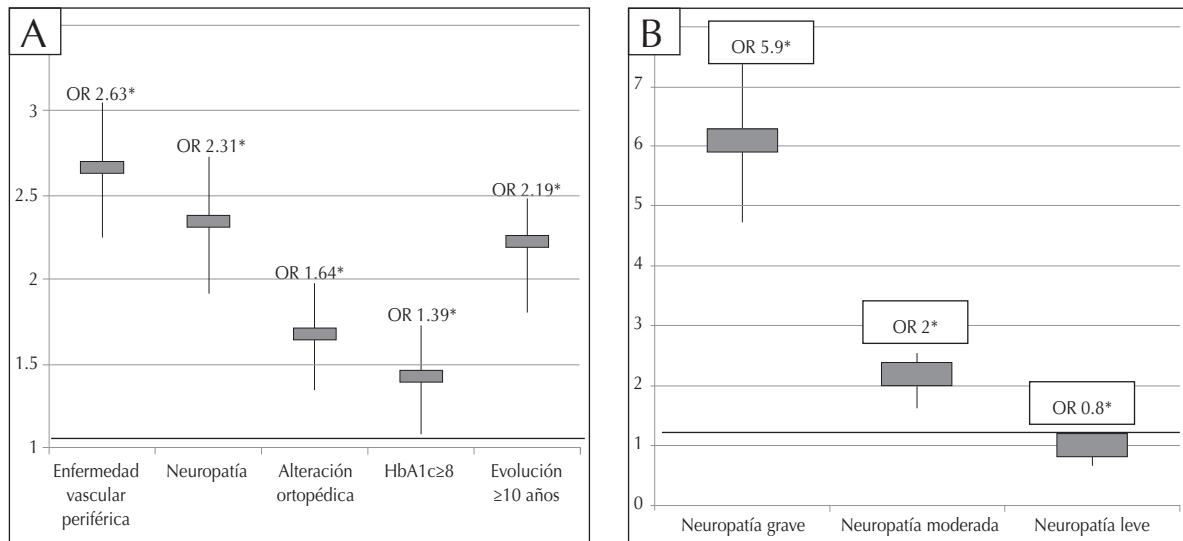 A
OR 2.63*
OR 2.31*
OR 1.64*
OR 1.39*
OR 2.19*
3
2.5
2
1.5
1
Enfermedad
vascular
periférica
Neuropatía
Alteración
ortopédica
HbA1c≥8
Evolución
≥10 años
B
OR 5.9*
OR 2*
OR 0.8*
7
6
5
4
3
2
1
0
Neuropatía grave
Neuropatía moderada
Neuropatía leve